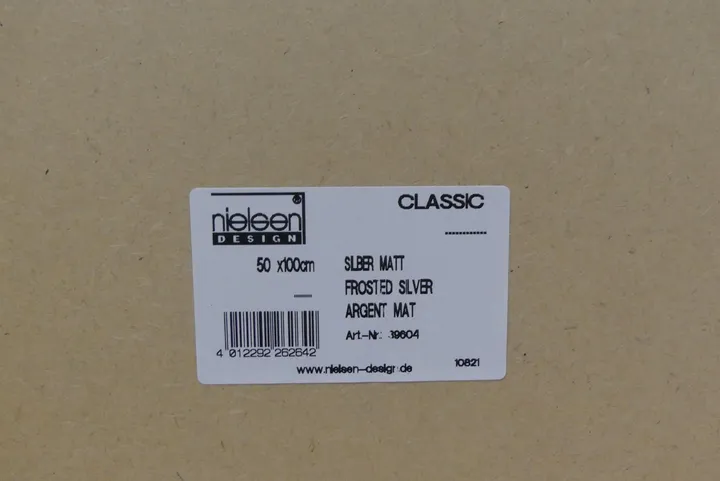 nielsen
DESIGN
CLASSIC
50 x100cm
SILBER MATT
FROSTED SILVER
ARGENT MAT
Art.-Nr.: 39604
4 012292 262642
www.nielsen-design.de
10821